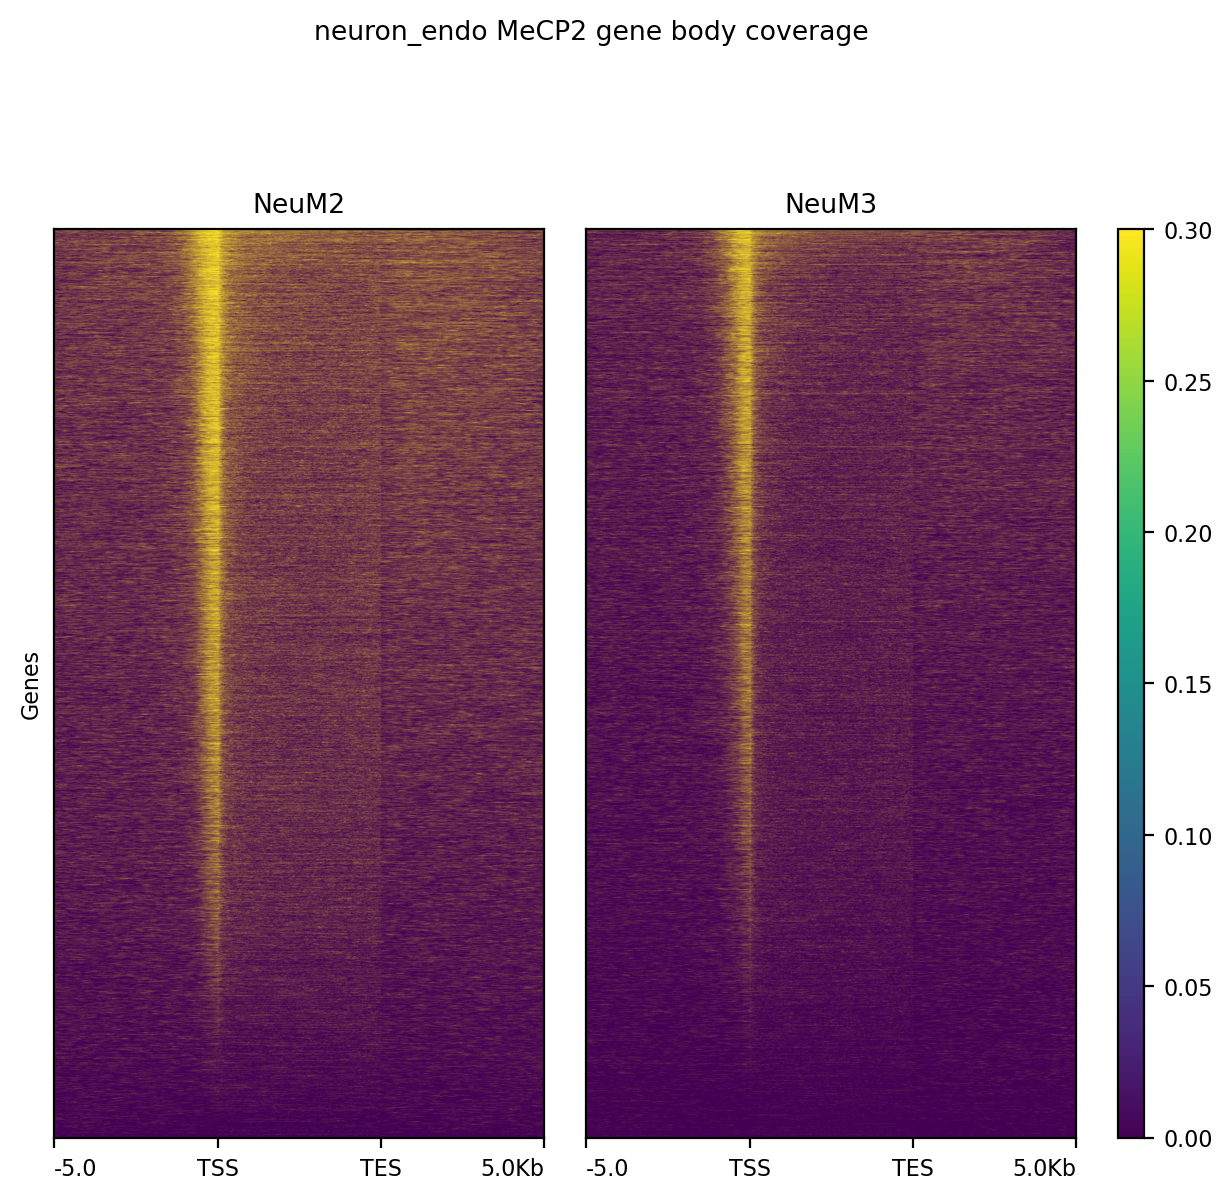 neuron_endo MeCP2 gene body coverage
NeuM2
NeuM3
Genes
-5.0
TSS
TES
5.0Kb
-5.0
TSS
TES
5.0Kb
0.30
0.25
0.20
0.15
0.10
0.05
0.00